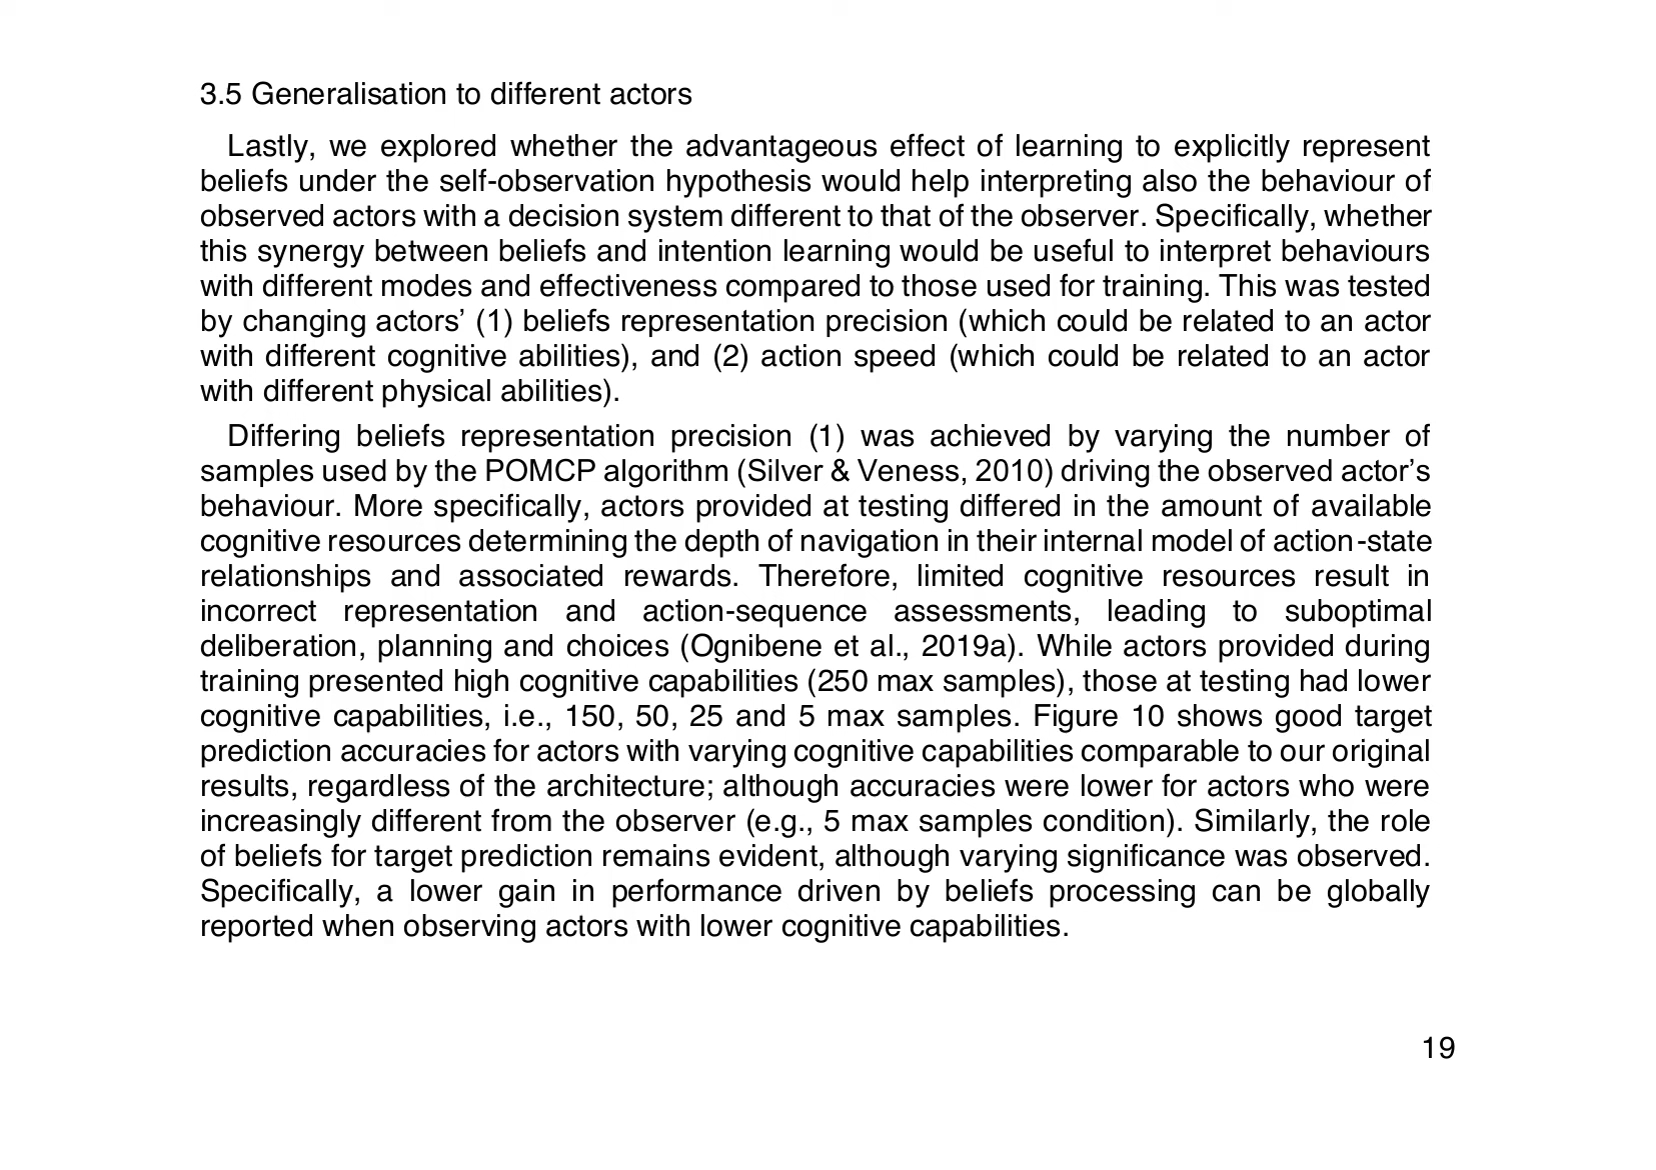 3.5 Generalisation to different actors
Lastly, we explored whether the advantageous effect of learning to explicitly represent
beliefs under the self-observation hypothesis would help interpreting also the behaviour of
observed actors with a decision system different to that of the observer. Specifically, whether
this synergy between beliefs and intention learning would be useful to interpret behaviours
with different modes and effectiveness compared to those used for training. This was tested
by changing actors’ (1) beliefs representation precision (which could be related to an actor
with different cognitive abilities), and (2) action speed (which could be related to an actor
with different physical abilities).
Differing beliefs representation precision (1) was achieved by varying the number of
samples used by the POMCP algorithm (Silver & Veness, 2010) driving the observed actor’s
behaviour. More specifically, actors provided at testing differed in the amount of available
cognitive resources determining the depth of navigation in their internal model of action-state
relationships and associated rewards. Therefore, limited cognitive resources result in
incorrect representation and action-sequence assessments, leading to suboptimal
deliberation, planning and choices (Ognibene et al., 2019a). While actors provided during
training presented high cognitive capabilities (250 max samples), those at testing had lower
cognitive capabilities, i.e., 150, 50, 25 and 5 max samples. Figure 10 shows good target
prediction accuracies for actors with varying cognitive capabilities comparable to our original
results, regardless of the architecture; although accuracies were lower for actors who were
increasingly different from the observer (e.g., 5 max samples condition). Similarly, the role
of beliefs for target prediction remains evident, although varying significance was observed.
Specifically, a lower gain in performance driven by beliefs processing can be globally
reported when observing actors with lower cognitive capabilities.
19